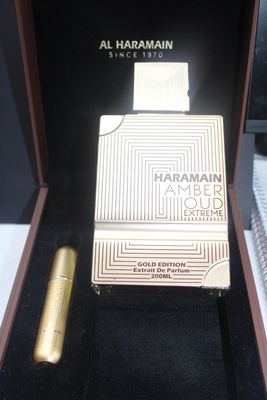 AL HARAMAIN
SINCE 1970
HARAMAIN
AMBER
OUD
EXTREME
GOLD EDITION
Extrait De Parfum
200ML